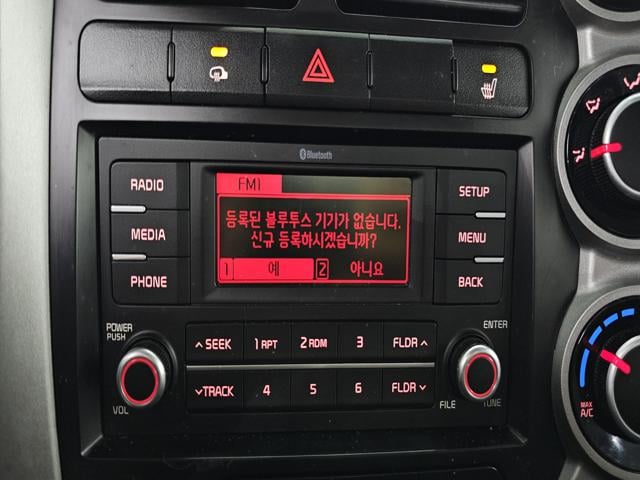 Bluetooth
RADIO
MEDIA
PHONE
FM1
등록된 블루투스 기기가 없습니다.
신규 등록하시겠습니까?
1 예 2 아니요
SETUP
MENU
BACK
POWER
PUSH
VOL
∧ SEEK 1 RPT 2 RDM 3 FLDR ∧
∨TRACK 4 5 6 FLDR ∨
ENTER
FILE TUNE
MAX
A/C